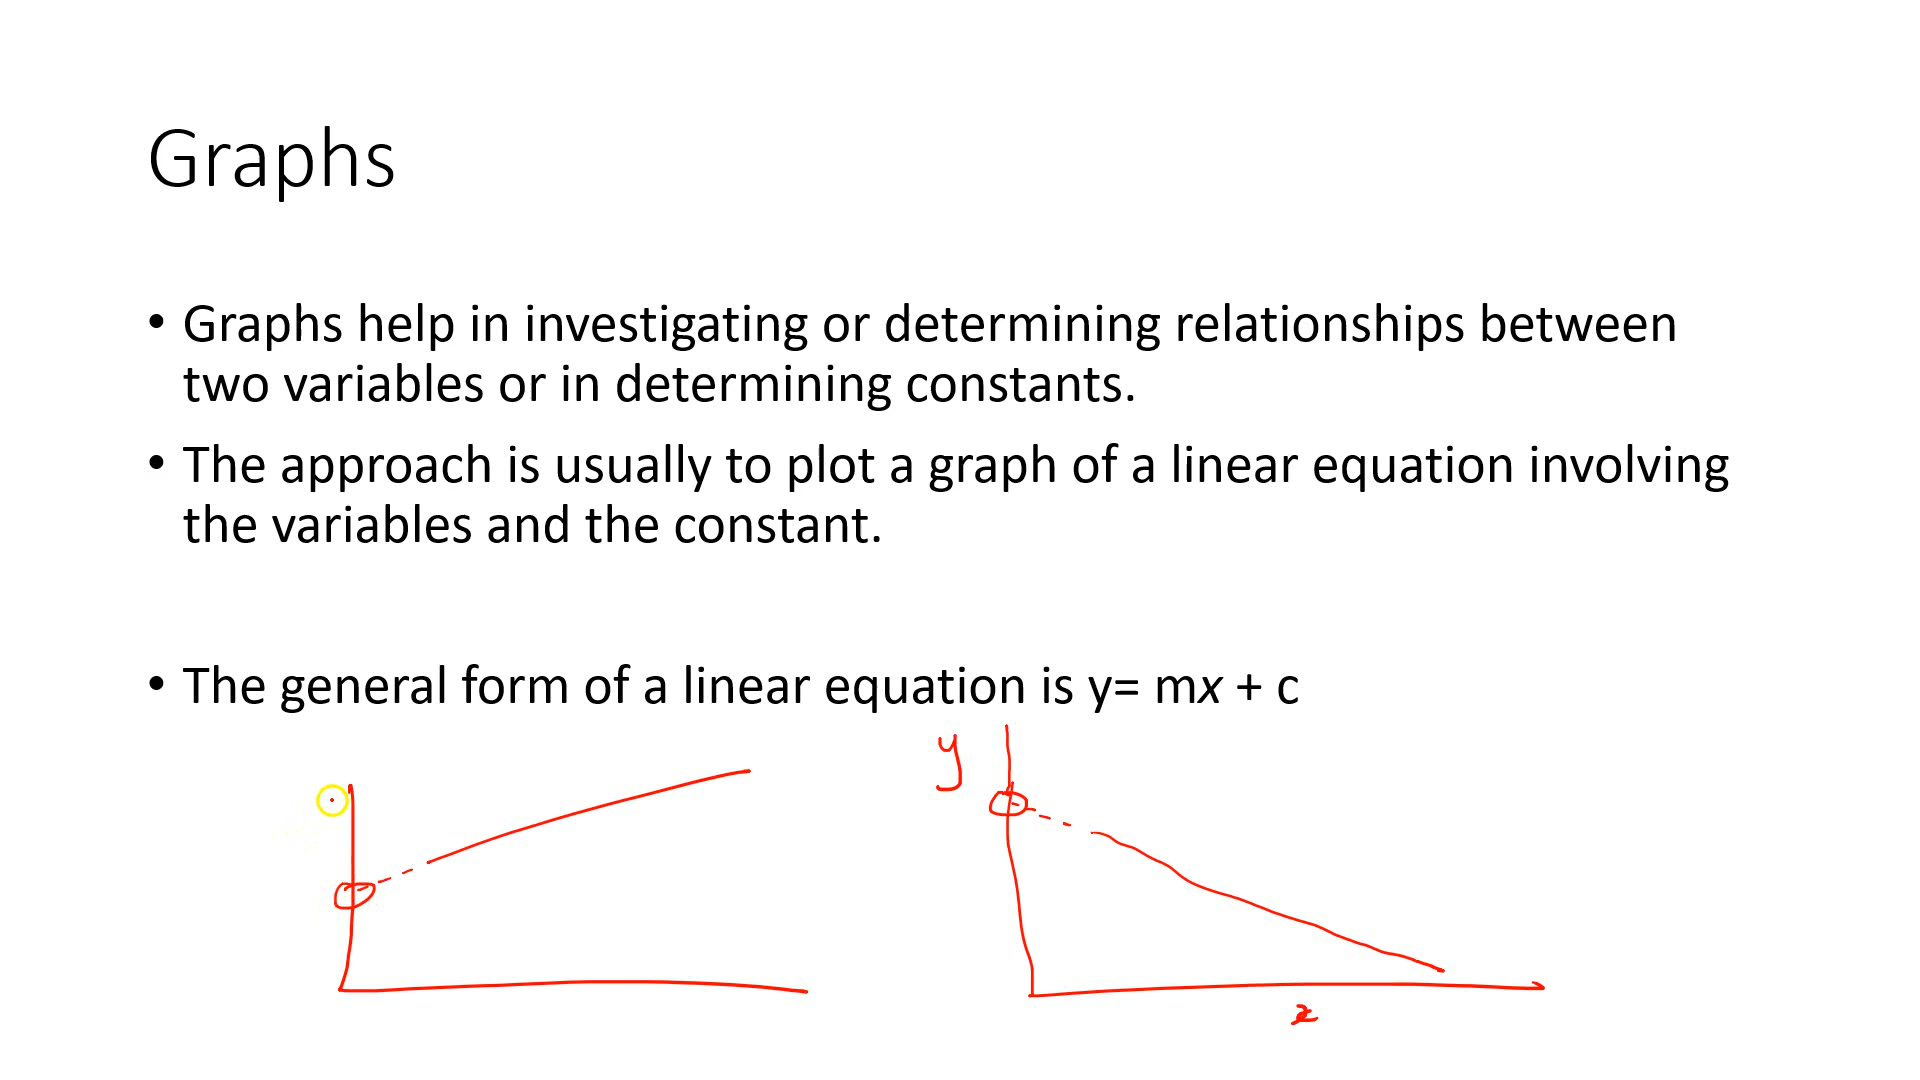 Graphs
• Graphs help in investigating or determining relationships between
two variables or in determining constants.
• The approach is usually to plot a graph of a linear equation involving
the variables and the constant.
• The general form of a linear equation is y= mx + c
y